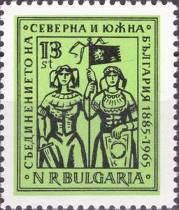 СЪЕДИНЕНИЕТО НА
СЕВЕРНА И ЮЖНА
БЪЛГАРИЯ 1885-1965
13
st
N R BULGARIA